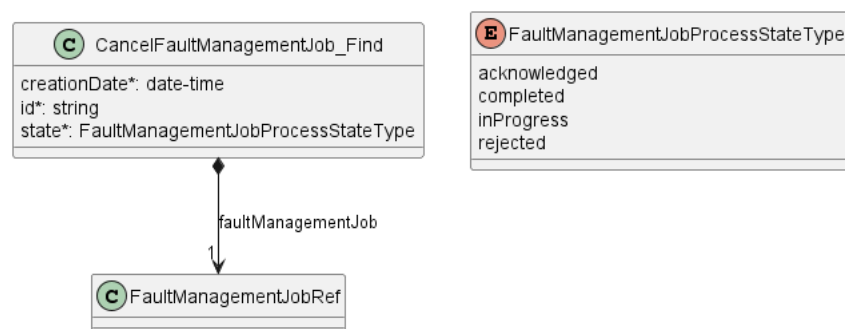 C CancelFaultManagementJob_Find
creationDate*: date-time
id*: string
state*: FaultManagementJobProcessStateType
E FaultManagementJobProcessStateType
acknowledged
completed
inProgress
rejected
faultManagementJob
1
C FaultManagementJobRef